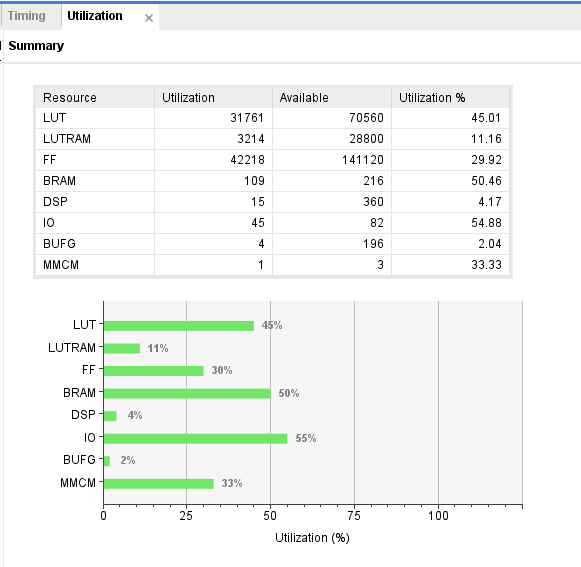 Timing Utilization ×
Summary
Resource Utilization Available Utilization %
LUT 31761 70560 45.01
LUTRAM 3214 28800 11.16
FF 42218 141120 29.92
BRAM 109 216 50.46
DSP 15 360 4.17
IO 45 82 54.88
BUFG 4 196 2.04
MMCM 1 3 33.33
LUT 45%
LUTRAM 11%
FF 30%
BRAM 50%
DSP 4%
IO 55%
BUFG 2%
MMCM 33%
0 25 50 75 100
Utilization (%)